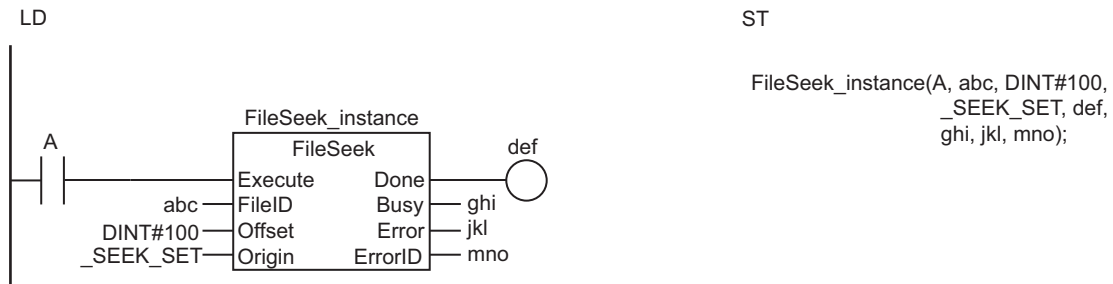 LD
ST
FileSeek_instance(A, abc, DINT#100,
_SEEK_SET, def,
ghi, jkl, mno);
FileSeek_instance
A
FileSeek
def
Execute Done
abc FileID Busy ghi
DINT#100 Offset Error jkl
_SEEK_SET Origin ErrorID mno